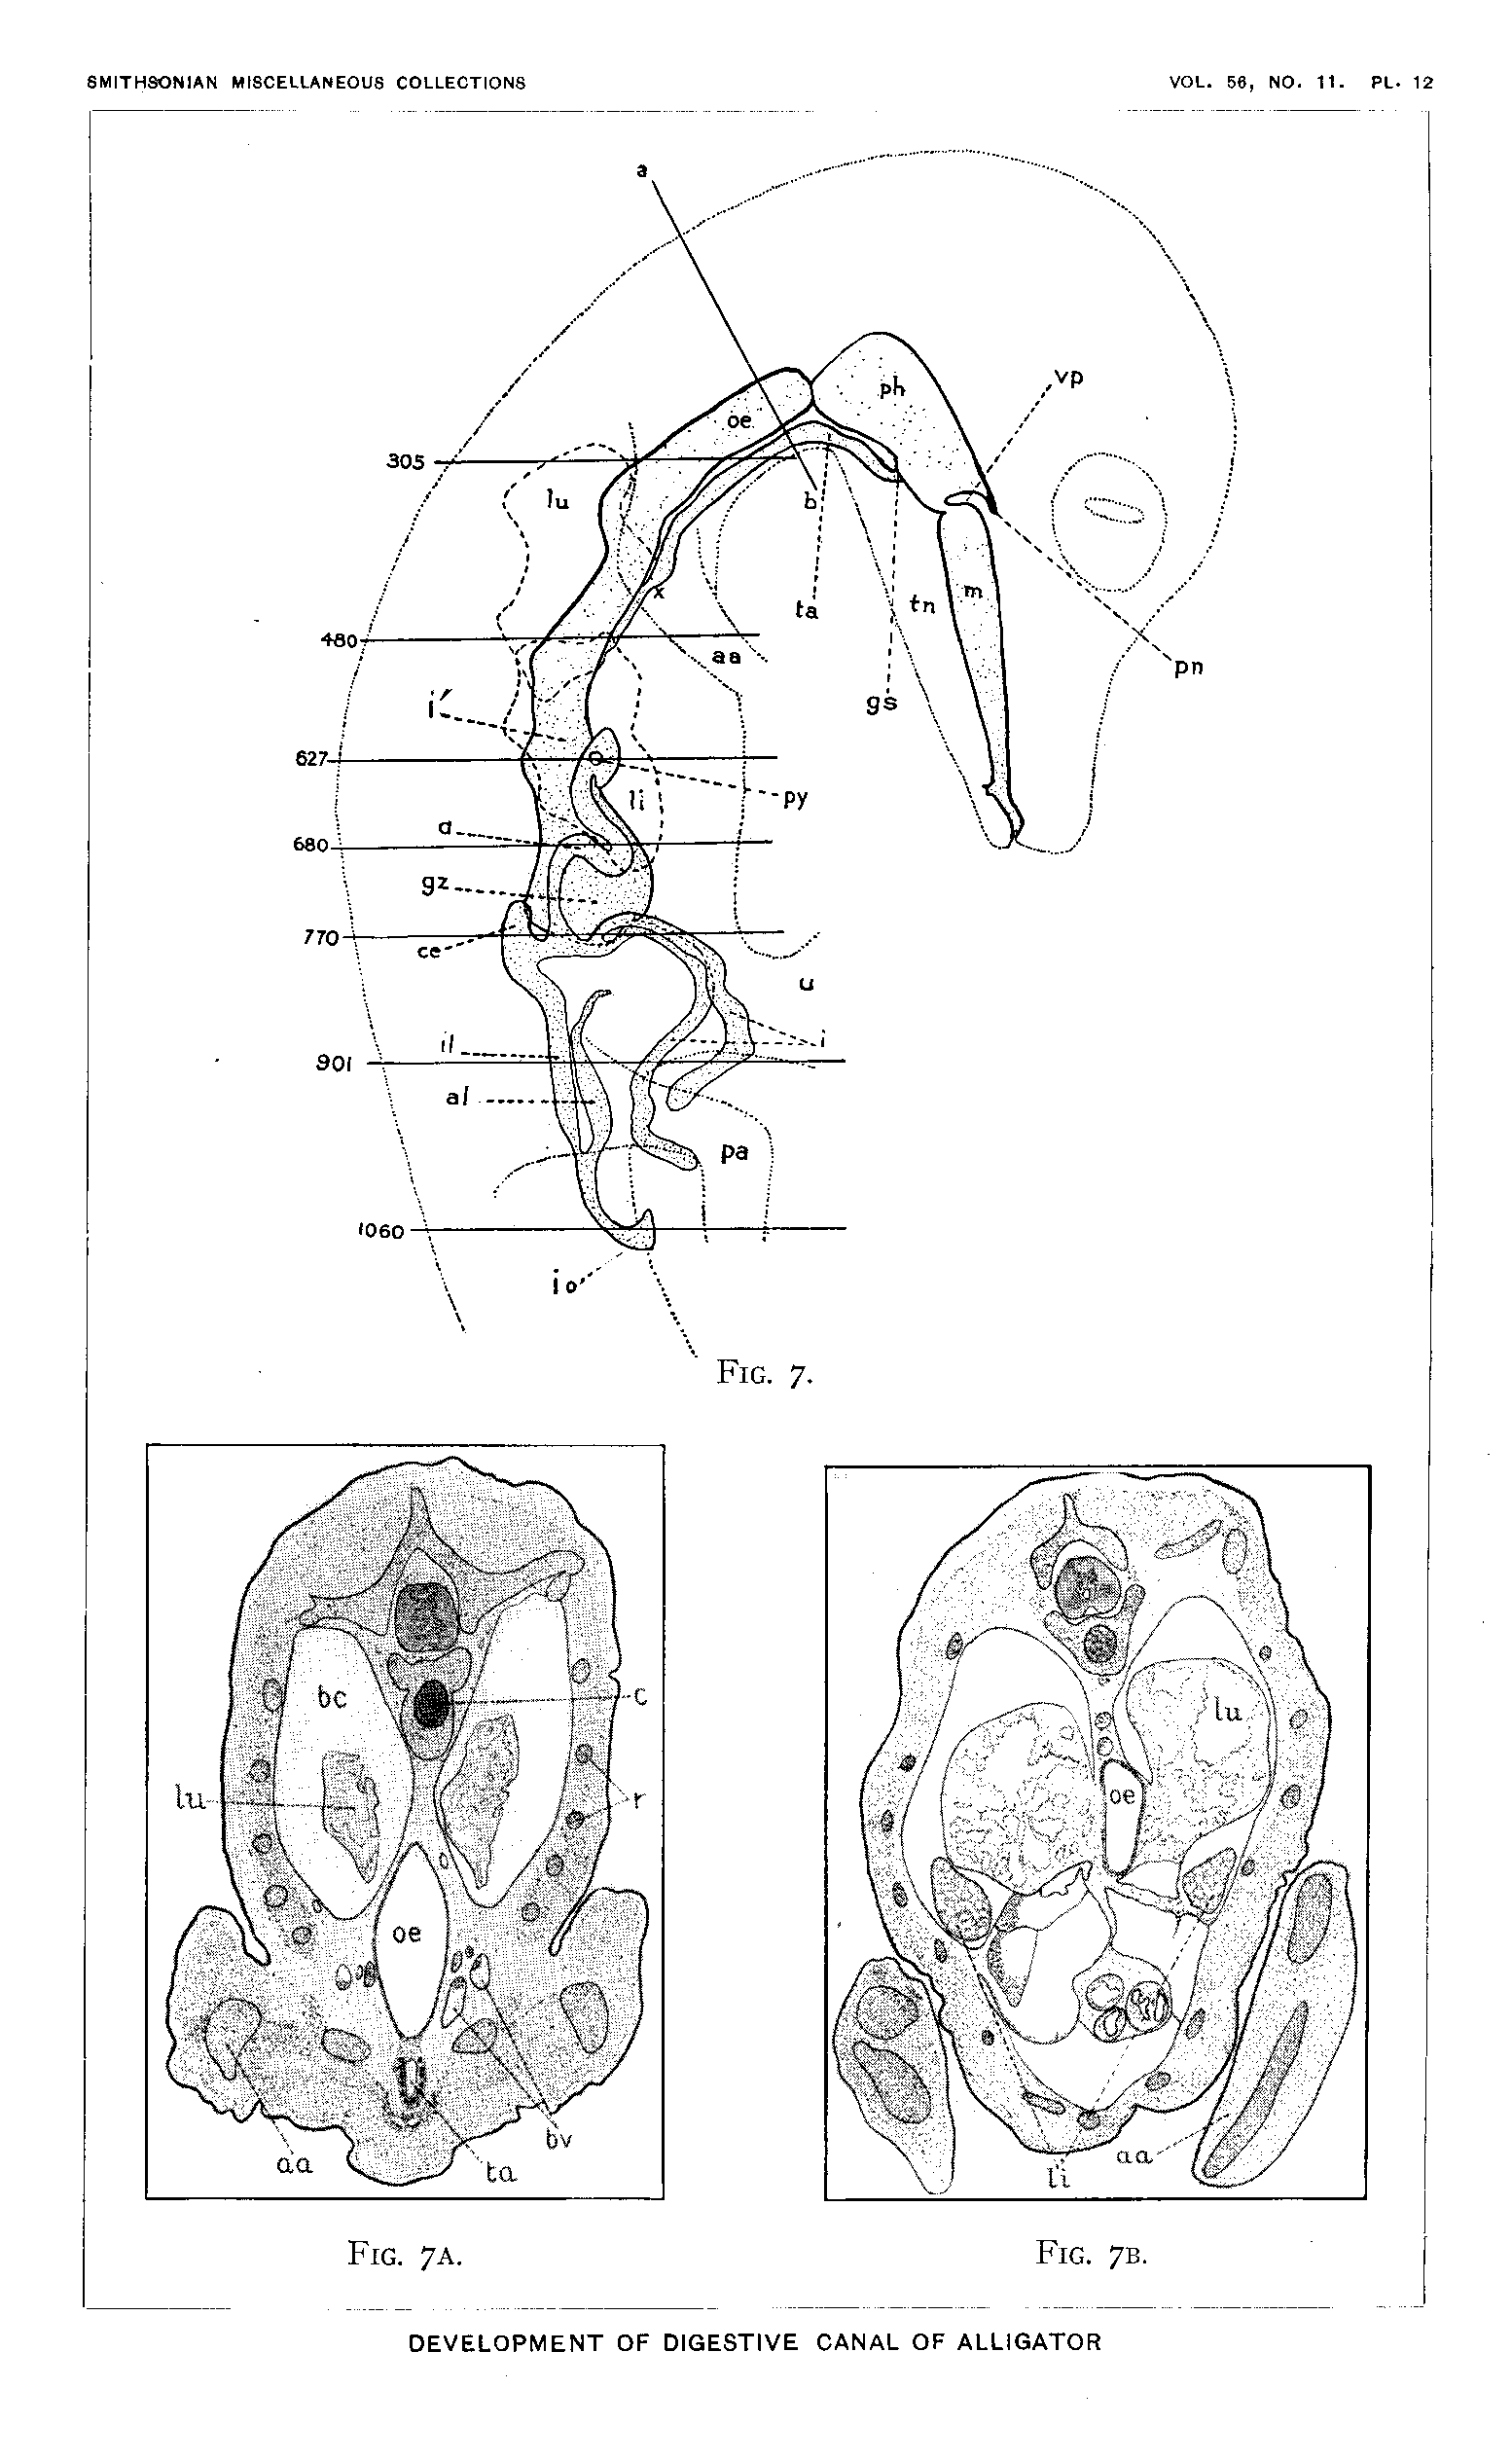 SMITHSONIAN MISCELLANEOUS COLLECTIONS
VOL. 56, NO. 11. PL. 12
a
vp
ph
oe
305
lu
b
x
ta
tn
m
480
aa
pn
i′
gs
627
li
py
d
680
gz
770
ce
u
il
i
901
al
pa
1060
io
FIG. 7.
bc
c
lu
r
oe
bv
aa
ta
FIG. 7A.
lu
oe
aa
li
FIG. 7B.
DEVELOPMENT OF DIGESTIVE CANAL OF ALLIGATOR